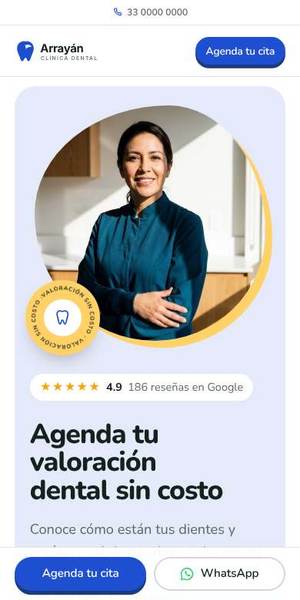 33 0000 0000
Arrayán
CLÍNICA DENTAL
Agenda tu cita
VALORACIÓN SIN COSTO · VALORACIÓN SIN COSTO ·
★★★★★ 4.9 186 reseñas en Google
Agenda tu
valoración
dental sin costo
Conoce cómo están tus dientes y
Agenda tu cita
WhatsApp